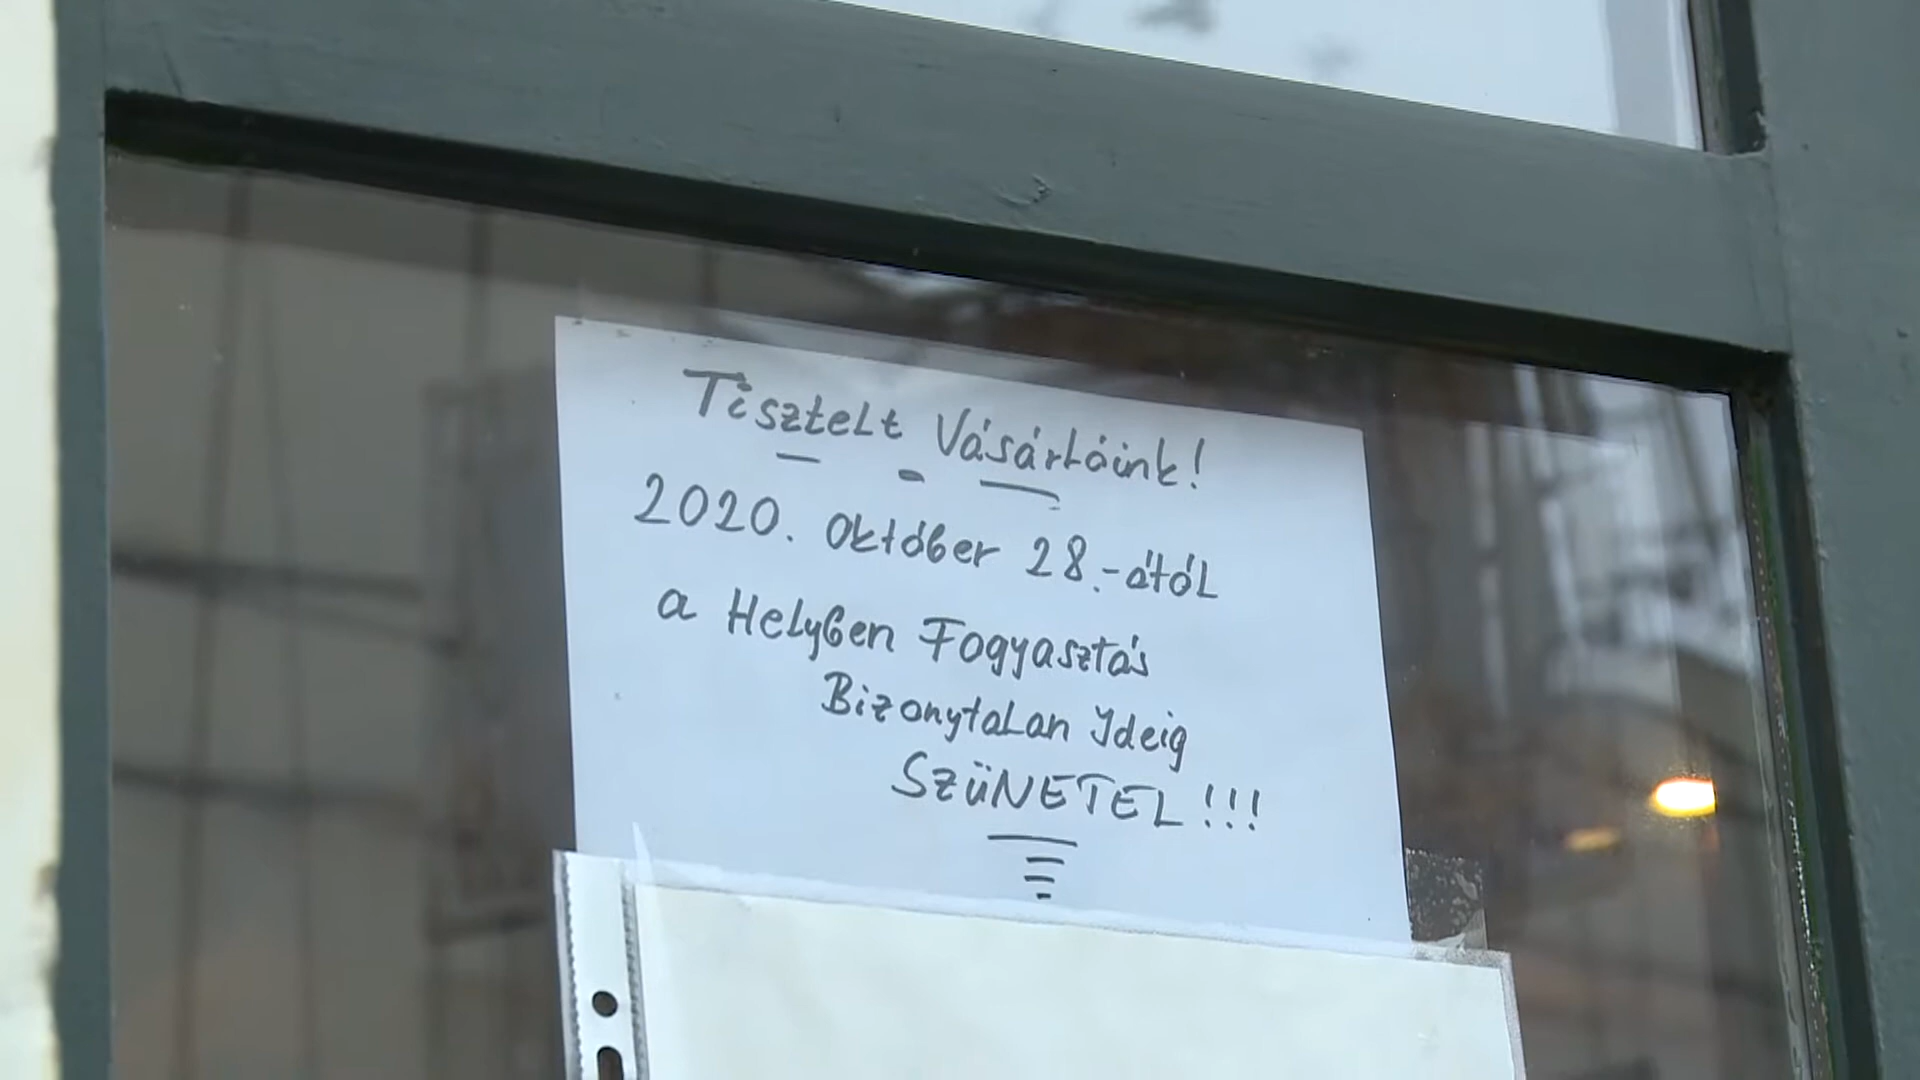 Tisztelt Vásárlóink!
2020. Október 28.-ától
a Helyben Fogyasztás
Bizonytalan Ideig
SZÜNETEL!!!